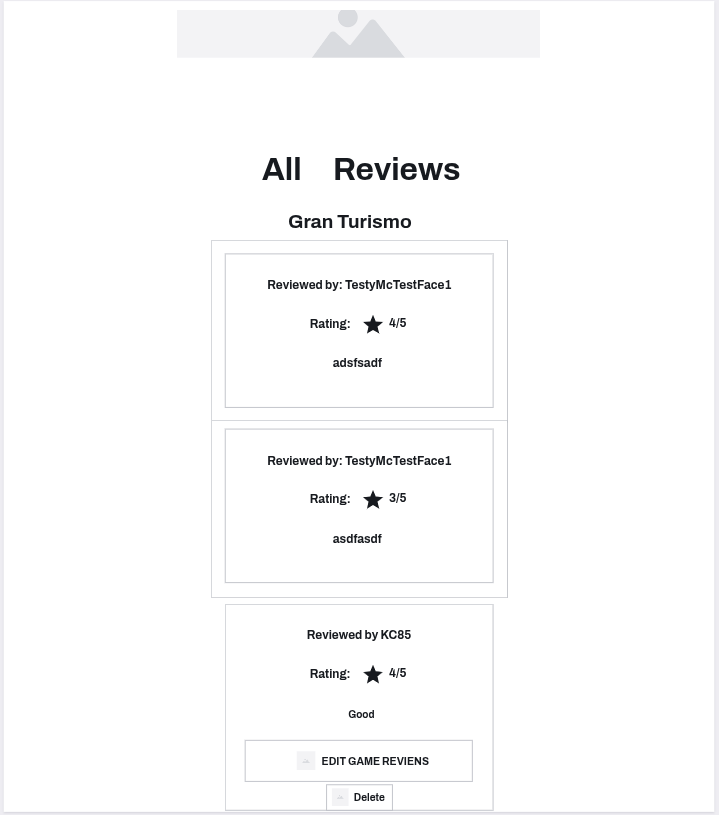 All Reviews
Gran Turismo
Reviewed by: TestyMcTestFace1
Rating: 4/5
adsfsadf
Reviewed by: TestyMcTestFace1
Rating: 3/5
asdfasdf
Reviewed by KC85
Rating: 4/5
Good
EDIT GAME REVIENS
Delete